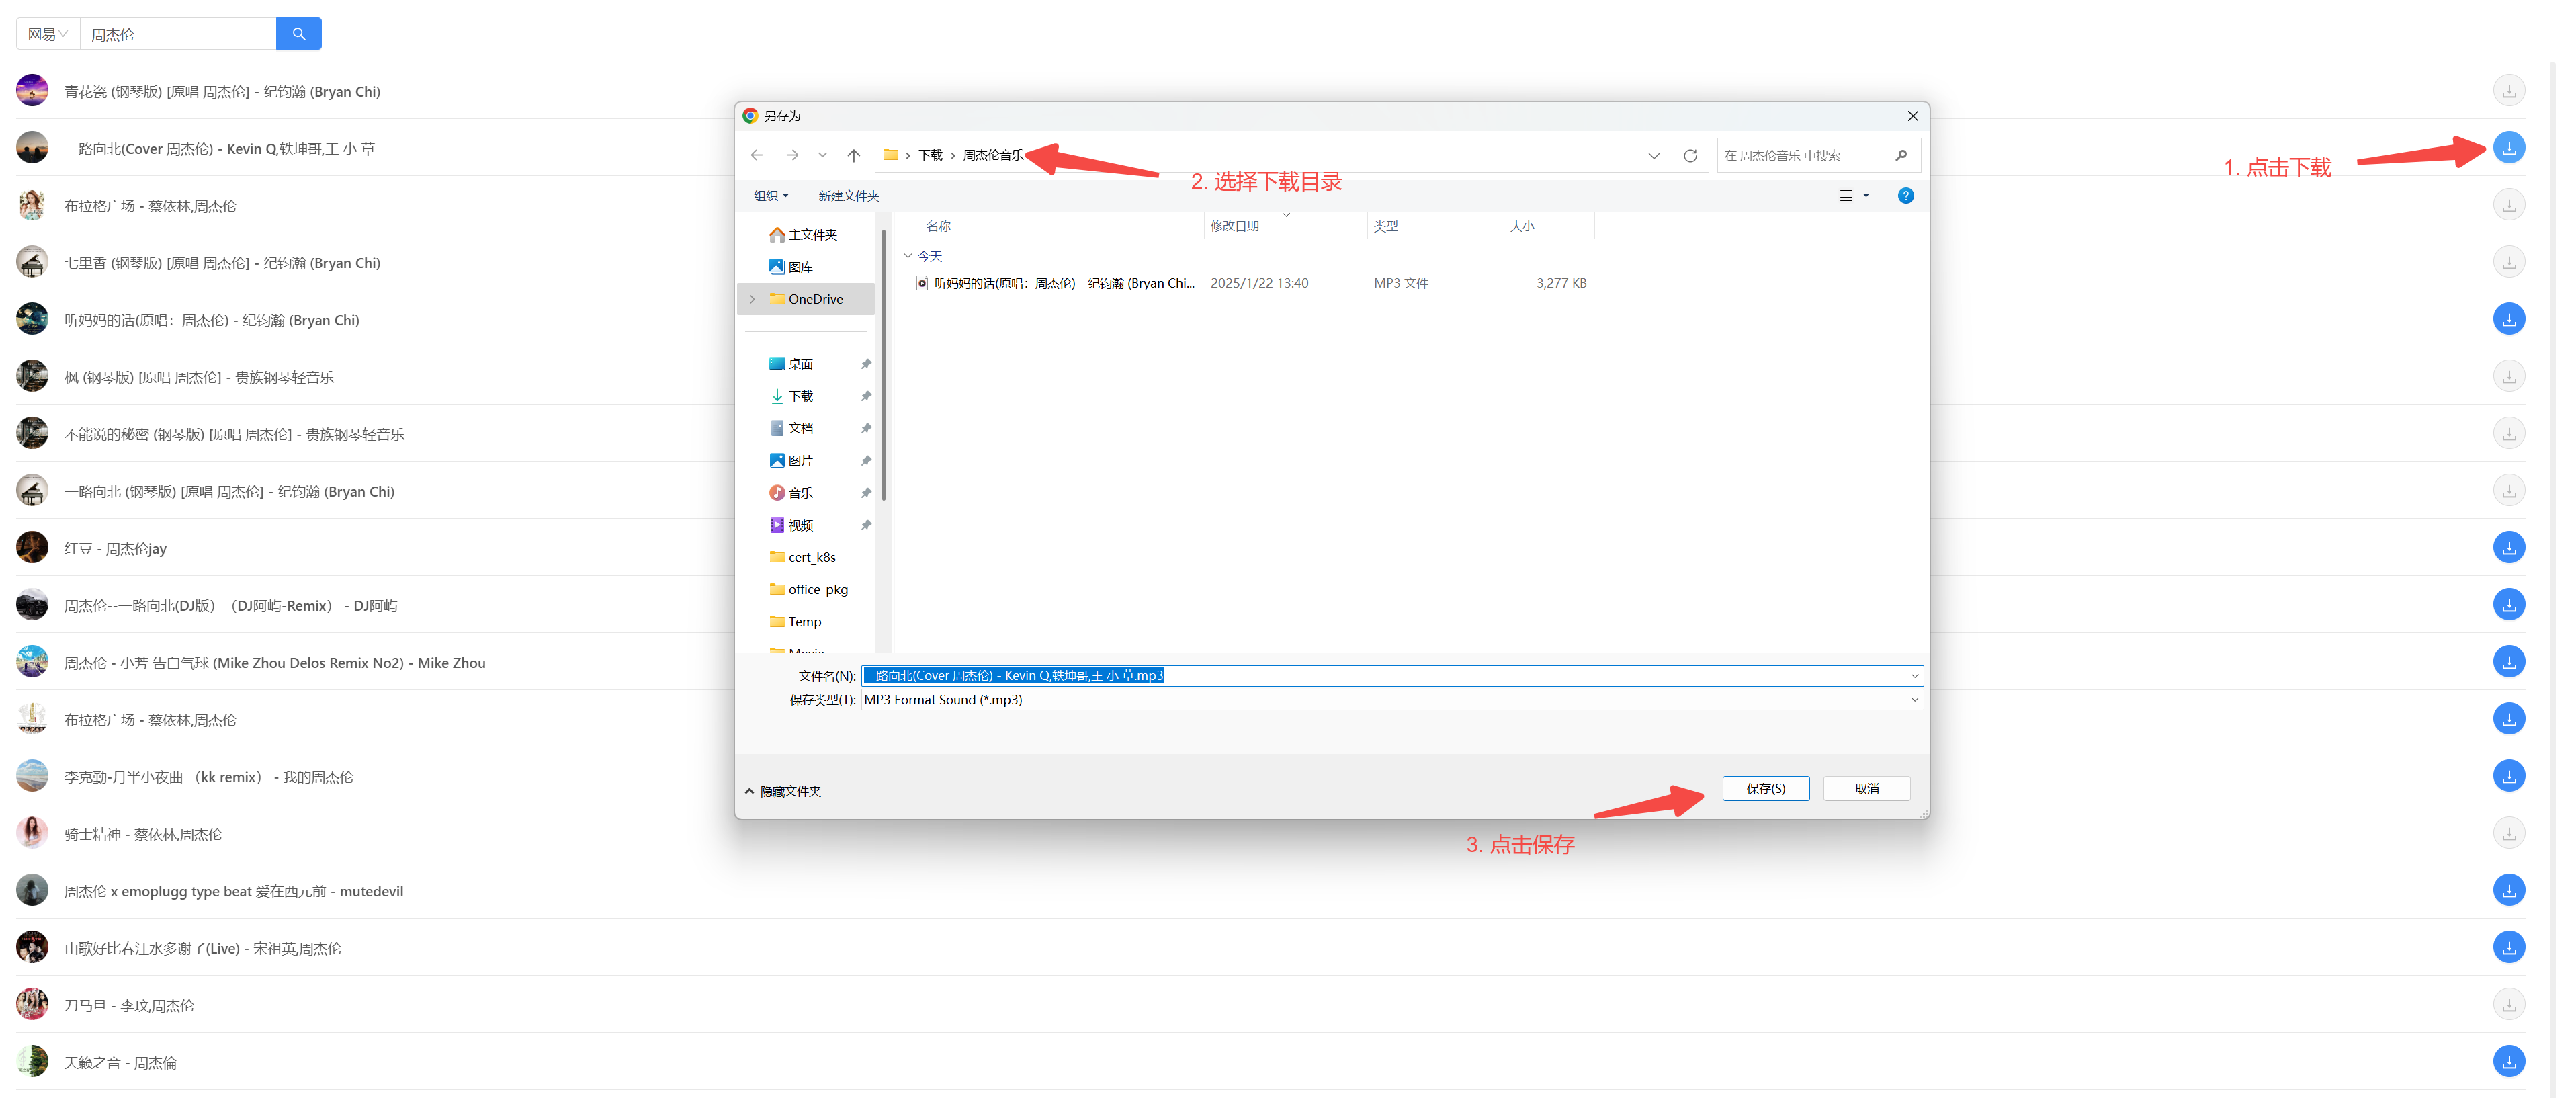 网易
周杰伦
青花瓷 (钢琴版) [原唱 周杰伦] - 纪钧瀚 (Bryan Chi)
一路向北(Cover 周杰伦) - Kevin Q,轶坤哥,王 小 草
布拉格广场 - 蔡依林,周杰伦
七里香 (钢琴版) [原唱 周杰伦] - 纪钧瀚 (Bryan Chi)
听妈妈的话(原唱：周杰伦) - 纪钧瀚 (Bryan Chi)
枫 (钢琴版) [原唱 周杰伦] - 贵族钢琴轻音乐
不能说的秘密 (钢琴版) [原唱 周杰伦] - 贵族钢琴轻音乐
一路向北 (钢琴版) [原唱 周杰伦] - 纪钧瀚 (Bryan Chi)
红豆 - 周杰伦jay
周杰伦--一路向北(DJ版）（DJ阿屿-Remix） - DJ阿屿
周杰伦 - 小芳 告白气球 (Mike Zhou Delos Remix No2) - Mike Zhou
布拉格广场 - 蔡依林,周杰伦
李克勤-月半小夜曲 （kk remix） - 我的周杰伦
骑士精神 - 蔡依林,周杰伦
周杰伦 x emoplugg type beat 爱在西元前 - mutedevil
山歌好比春江水多谢了(Live) - 宋祖英,周杰伦
刀马旦 - 李玟,周杰伦
天籁之音 - 周杰倫
另存为
下载 › 周杰伦音乐
在 周杰伦音乐 中搜索
2. 选择下载目录
1. 点击下载
组织
新建文件夹
主文件夹
图库
OneDrive
桌面
下载
文档
图片
音乐
视频
cert_k8s
office_pkg
Temp
Movie
名称
修改日期
类型
大小
今天
听妈妈的话(原唱：周杰伦) - 纪钧瀚 (Bryan Chi...
2025/1/22 13:40
MP3 文件
3,277 KB
文件名(N):
一路向北(Cover 周杰伦) - Kevin Q,轶坤哥,王 小 草.mp3
保存类型(T):
MP3 Format Sound (*.mp3)
隐藏文件夹
保存(S)
取消
3. 点击保存